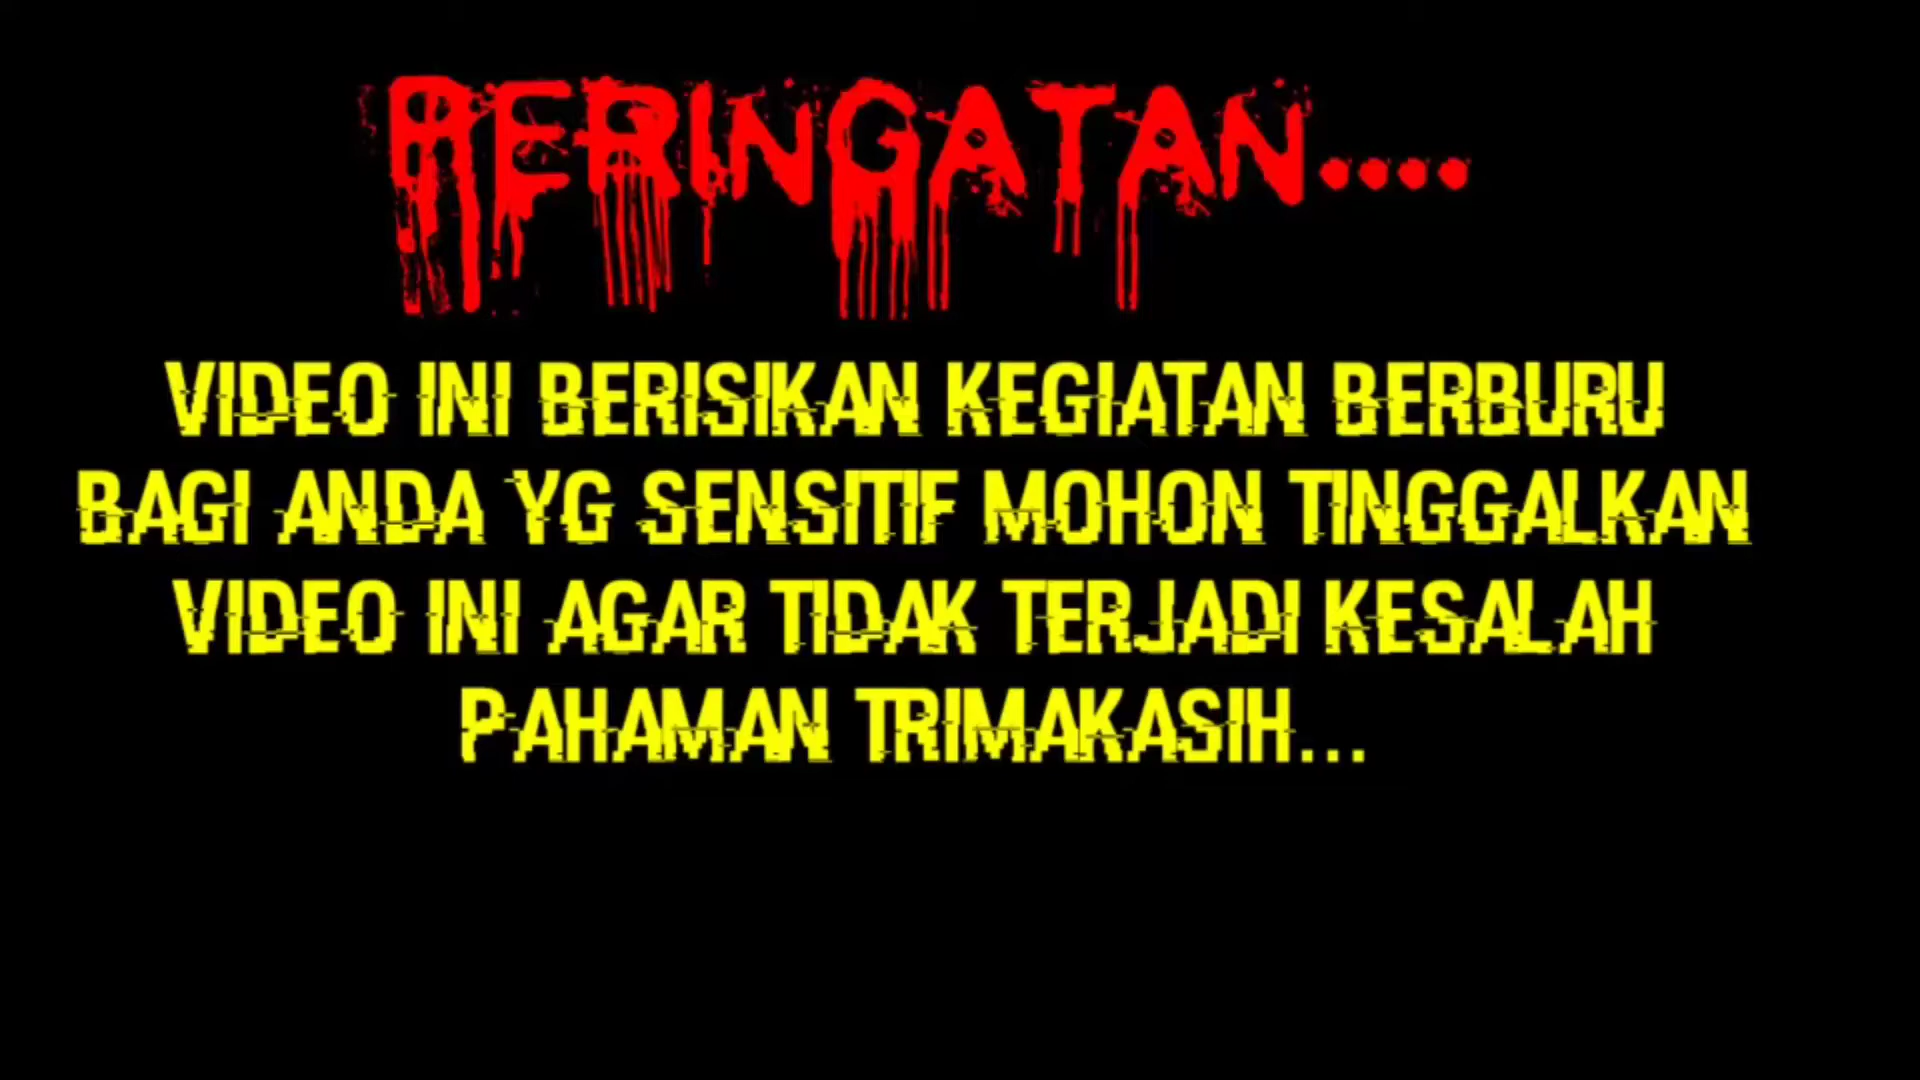 PERINGATAN....
VIDEO INI BERISIKAN KEGIATAN BERBURU
BAGI ANDA YG SENSITIF MOHON TINGGALKAN
VIDEO INI AGAR TIDAK TERJADI KESALAH
PAHAMAN TRIMAKASIH...